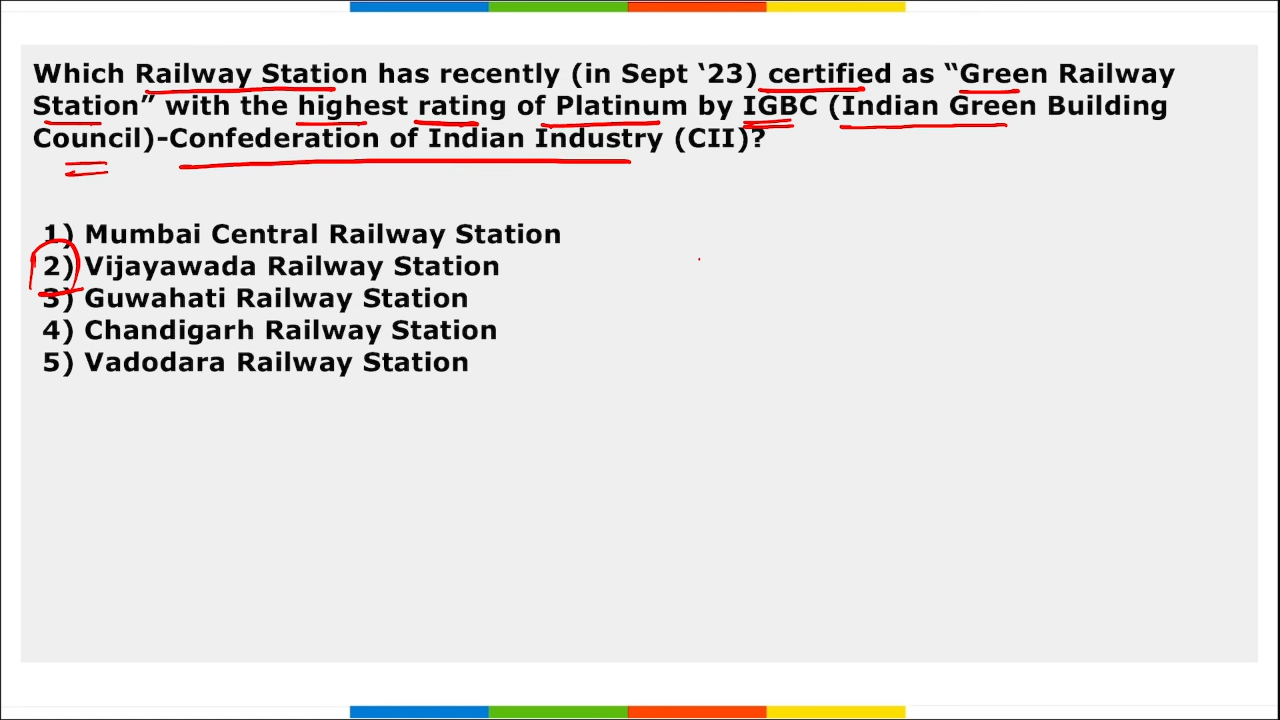 Which Railway Station has recently (in Sept ‘23) certified as “Green Railway
Station” with the highest rating of Platinum by IGBC (Indian Green Building
Council)-Confederation of Indian Industry (CII)?
1) Mumbai Central Railway Station
2) Vijayawada Railway Station
3) Guwahati Railway Station
4) Chandigarh Railway Station
5) Vadodara Railway Station